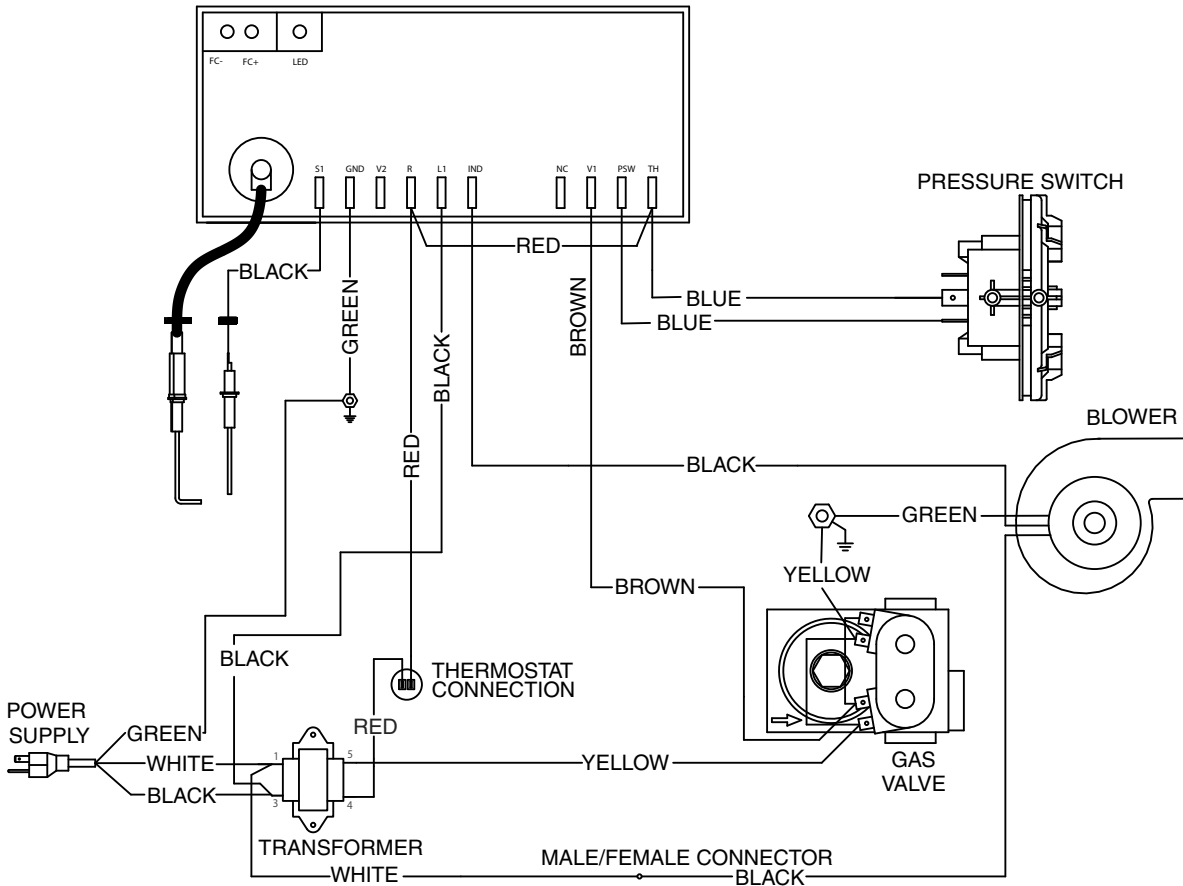 FC-
FC+
LED
S1
GND
V2
R
L1
IND
NC
V1
PSW
TH
PRESSURE SWITCH
RED
BLACK
BLUE
BLUE
GREEN
BROWN
BLACK
BLOWER
RED
BLACK
GREEN
YELLOW
BROWN
BLACK
THERMOSTAT
CONNECTION
POWER
SUPPLY
GREEN
RED
WHITE
1
5
YELLOW
GAS
VALVE
BLACK
3
4
TRANSFORMER
WHITE
MALE/FEMALE CONNECTOR
BLACK